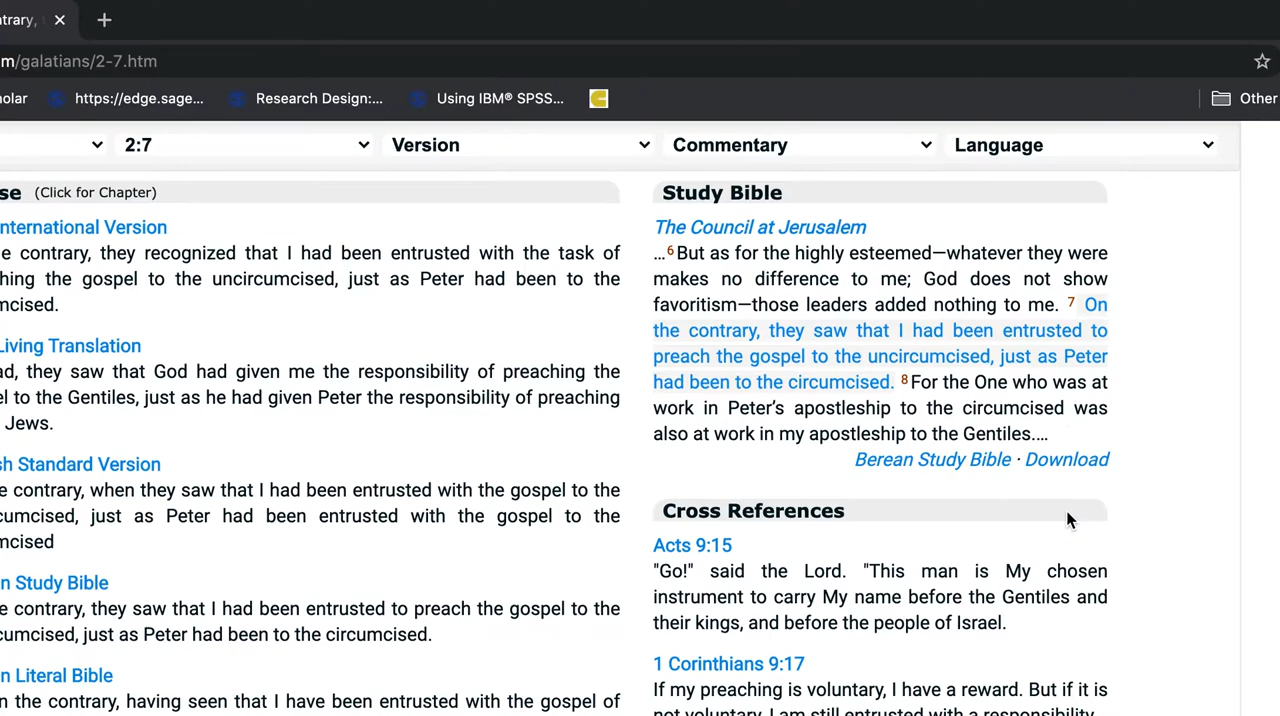 ntrary,
m/galatians/2-7.htm
holar https://edge.sage... Research Design:... Using IBM® SPSS... Other
2:7 Version Commentary Language
se (Click for Chapter)
nternational Version
e contrary, they recognized that I had been entrusted with the task of
hing the gospel to the uncircumcised, just as Peter had been to the
mcised.
Living Translation
ad, they saw that God had given me the responsibility of preaching the
el to the Gentiles, just as he had given Peter the responsibility of preaching
Jews.
sh Standard Version
e contrary, when they saw that I had been entrusted with the gospel to the
cumcised, just as Peter had been entrusted with the gospel to the
mcised
n Study Bible
e contrary, they saw that I had been entrusted to preach the gospel to the
cumcised, just as Peter had been to the circumcised.
n Literal Bible
n the contrary, having seen that I have been entrusted with the gospel of
Study Bible
The Council at Jerusalem
…6 But as for the highly esteemed—whatever they were
makes no difference to me; God does not show
favoritism—those leaders added nothing to me. 7 On
the contrary, they saw that I had been entrusted to
preach the gospel to the uncircumcised, just as Peter
had been to the circumcised. 8 For the One who was at
work in Peter’s apostleship to the circumcised was
also at work in my apostleship to the Gentiles.…
Berean Study Bible · Download
Cross References
Acts 9:15
"Go!" said the Lord. "This man is My chosen
instrument to carry My name before the Gentiles and
their kings, and before the people of Israel.
1 Corinthians 9:17
If my preaching is voluntary, I have a reward. But if it is
not voluntary, I am still entrusted with a responsibility.